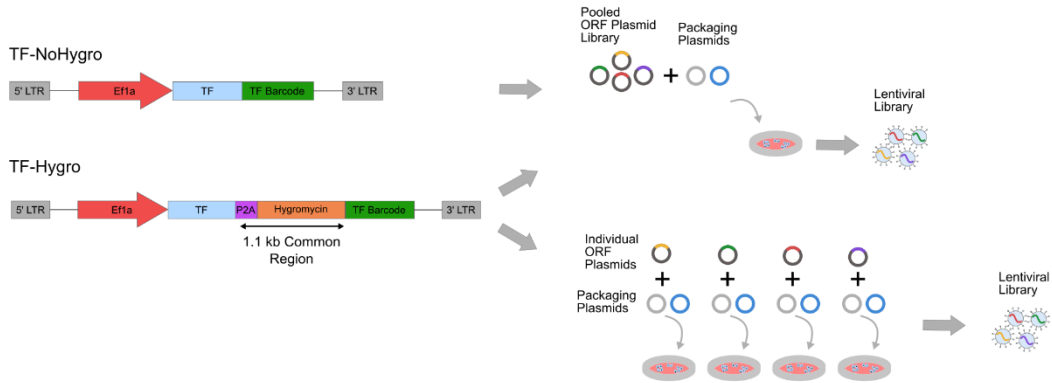 TF-NoHygro
5' LTR
Ef1a
TF
TF Barcode
3' LTR
TF-Hygro
5' LTR
Ef1a
TF
P2A
Hygromycin
TF Barcode
3' LTR
1.1 kb Common
Region
Pooled
ORF Plasmid
Library
Packaging
Plasmids
+
Lentiviral
Library
Individual
ORF
Plasmids
+ + + +
Packaging
Plasmids
Lentiviral
Library